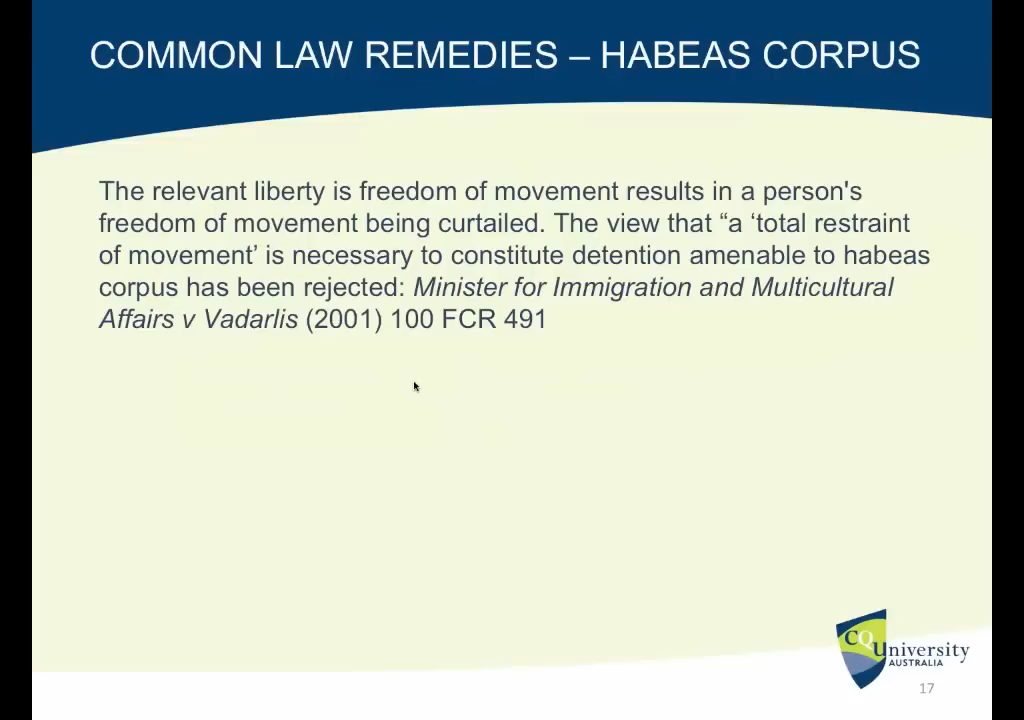 COMMON LAW REMEDIES – HABEAS CORPUS
The relevant liberty is freedom of movement results in a person's
freedom of movement being curtailed. The view that “a ‘total restraint
of movement’ is necessary to constitute detention amenable to habeas
corpus has been rejected: Minister for Immigration and Multicultural
Affairs v Vadarlis (2001) 100 FCR 491
CQUniversity
AUSTRALIA
17